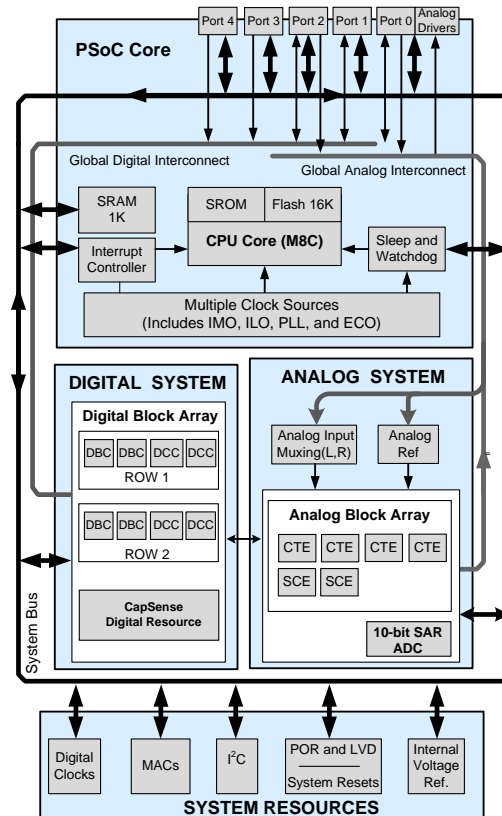 Port 4 Port 3 Port 2 Port 1 Port 0 Analog
Drivers
PSoC Core
Global Digital Interconnect
Global Analog Interconnect
SRAM
1K
SROM Flash 16K
CPU Core (M8C)
Interrupt
Controller
Sleep and
Watchdog
Multiple Clock Sources
(Includes IMO, ILO, PLL, and ECO)
DIGITAL SYSTEM
Digital Block Array
DBC DBC DCC DCC
ROW 1
DBC DBC DCC DCC
ROW 2
CapSense
Digital Resource
ANALOG SYSTEM
Analog Input
Muxing(L,R)
Analog
Ref
Analog Block Array
CTE CTE CTE CTE
SCE SCE
10-bit SAR
ADC
System Bus
Digital
Clocks
MACs
I²C
POR and LVD
System Resets
Internal
Voltage
Ref.
SYSTEM RESOURCES